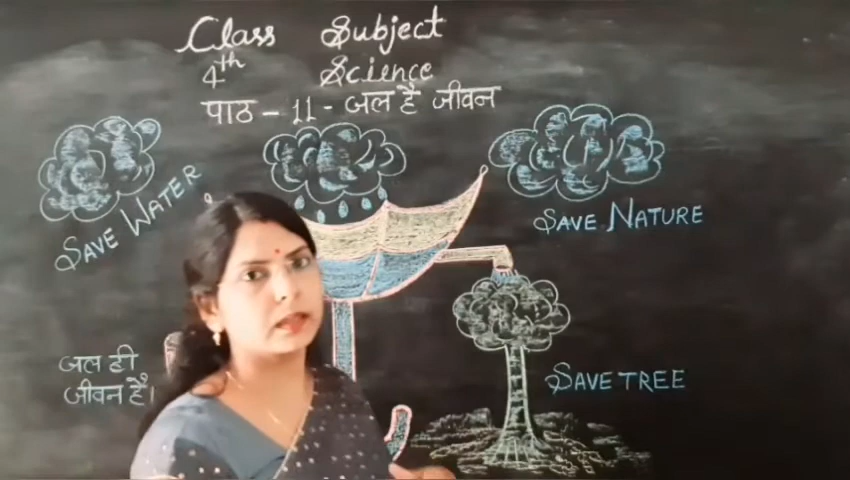 Class Subject
4th Science
पाठ - 11 - जल है जीवन
SAVE WATER
SAVE NATURE
जल ही
जीवन है।
SAVE TREE